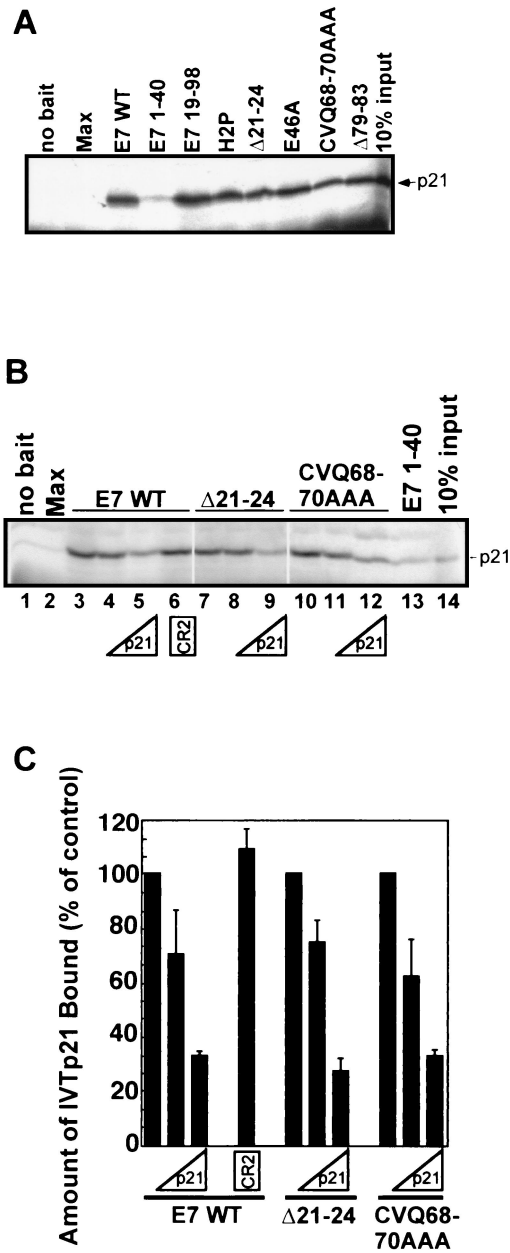 A
no bait
Max
E7 WT
E7 1-40
E7 19-98
H2P
Δ21-24
E46A
CVQ68-70AAA
Δ79-83
10% input
p21
B
no bait
Max
E7 WT
Δ21-24
CVQ68-
70AAA
E7 1-40
10% input
p21
1 2 3 4 5 6 7 8 9 10 11 12 13 14
p21 CR2 p21 p21
C
Amount of IVTp21 Bound (% of control)
120
100
80
60
40
20
0
p21 CR2 p21 p21
E7 WT Δ21-24 CVQ68-
70AAA